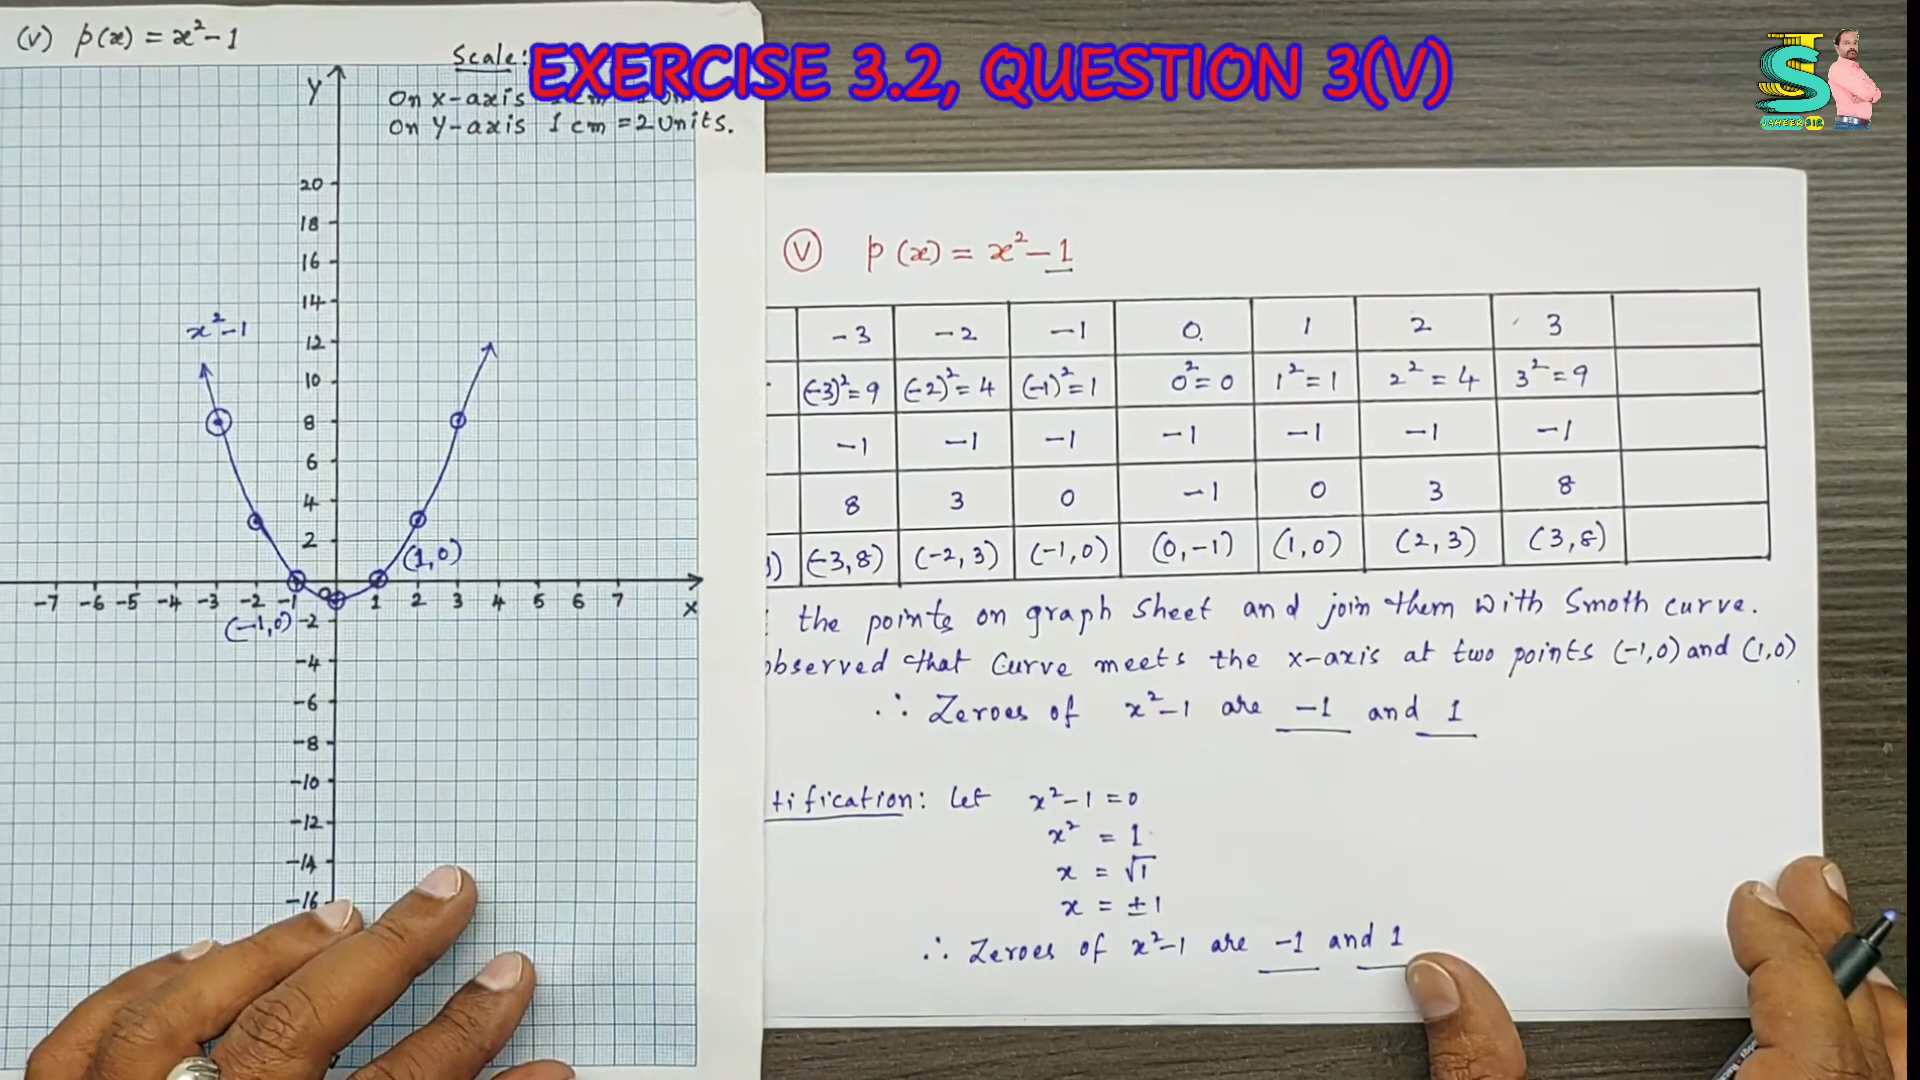 EXERCISE 3.2, QUESTION 3(V)
JAHEER 312
(v) p(x) = x²-1
Scale:
On x-axis 1 cm
On Y-axis 1 cm = 2 Units.
Y
20
18
16
14
x²-1
12
10
8
6
4
(1,0)
2
-7 -6 -5 -4 -3 -2 -1 0 1 2 3 4 5 6 7 x
(-1,0) -2
-4
-6
-8
-10
-12
-14
-16
(V) p(x) = x²-1
-3 -2 -1 0 1 2 3
(-3)²=9 (-2)²=4 (-1)²=1 0²=0 1²=1 2²=4 3²=9
-1 -1 -1 -1 -1 -1 -1
8 3 0 -1 0 3 8
(-3,8) (-2,3) (-1,0) (0,-1) (1,0) (2,3) (3,8)
the points on graph sheet and join them with Smoth curve.
observed that Curve meets the x-axis at two points (-1,0) and (1,0)
∴ Zeroes of x²-1 are -1 and 1
tification: let x²-1=0
x² = 1
x = √1
x = ±1
∴ Zeroes of x²-1 are -1 and 1